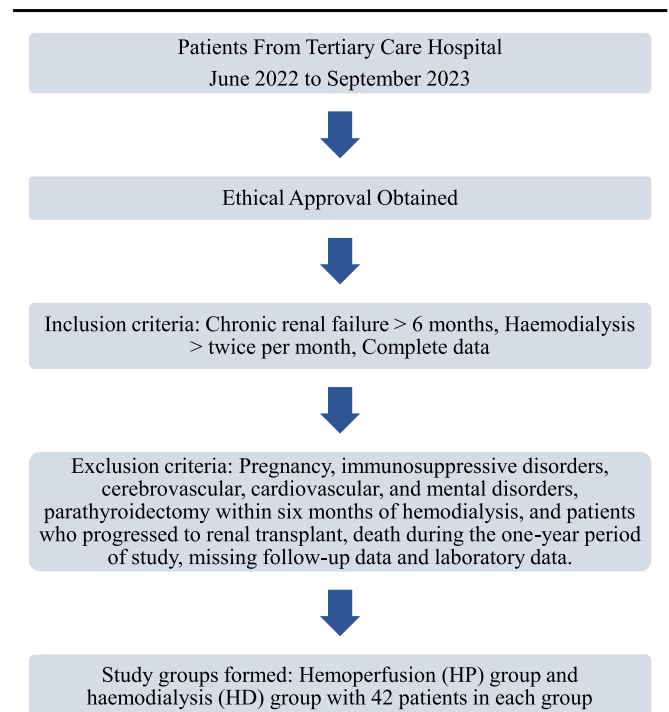 Patients From Tertiary Care Hospital
June 2022 to September 2023
Ethical Approval Obtained
Inclusion criteria: Chronic renal failure > 6 months, Haemodialysis
> twice per month, Complete data
Exclusion criteria: Pregnancy, immunosuppressive disorders,
cerebrovascular, cardiovascular, and mental disorders,
parathyroidectomy within six months of hemodialysis, and patients
who progressed to renal transplant, death during the one-year period
of study, missing follow-up data and laboratory data.
Study groups formed: Hemoperfusion (HP) group and
haemodialysis (HD) group with 42 patients in each group